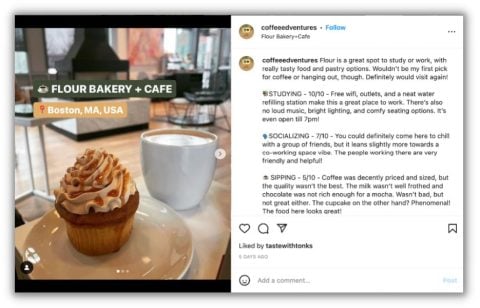 coffeeedventures • Follow
Flour Bakery+Cafe
FLOUR BAKERY + CAFE
Boston, MA, USA
coffeeedventures Flour is a great spot to study or work, with
really tasty food and pastry options. Wouldn't be my first pick
for coffee or hanging out, though. Definitely would visit again!
STUDYING - 10/10 - Free wifi, outlets, and a neat water
refilling station make this a great place to work. There's also
no loud music, bright lighting, and comfy seating options. It's
even open till 7pm!
SOCIALIZING - 7/10 - You could definitely come here to chill
with a group of friends, but it leans slightly more towards a
co-working space vibe. The people working there are very
friendly and helpful!
SIPPING - 5/10 - Coffee was decently priced and sized, but
the quality wasn't the best. The milk wasn't well frothed and
chocolate was not rich enough for a mocha. Wasn't bad, but
not great either. The cupcake on the other hand? Phenomenal!
The food here looks great!
Liked by tastewithtonks
5 DAYS AGO
Add a comment...
Post